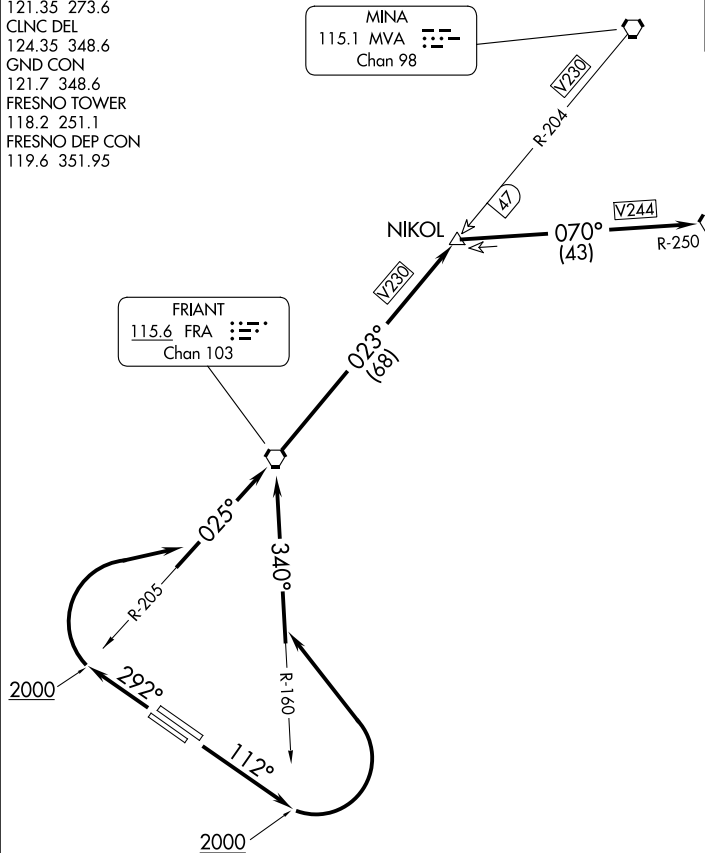 121.35 273.6
CLNC DEL
124.35 348.6
GND CON
121.7 348.6
FRESNO TOWER
118.2 251.1
FRESNO DEP CON
119.6 351.95
MINA
115.1 MVA
Chan 98
V230
R-204
47
NIKOL
V244
070°
(43)
R-250
V230
023°
(68)
FRIANT
115.6 FRA
Chan 103
025°
R-205
340°
R-160
292°
2000
112°
2000